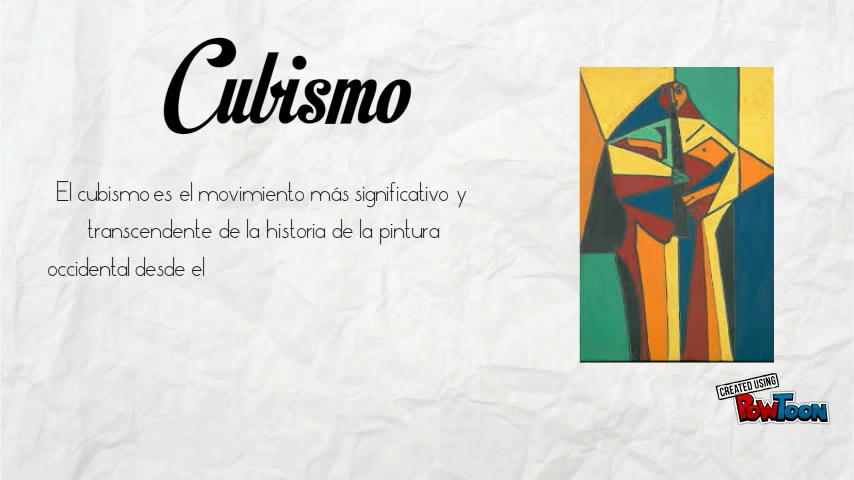 Cubismo
El cubismo es el movimiento más significativo y
transcendente de la historia de la pintura
occidental desde el
CREATED USING
POWTOON